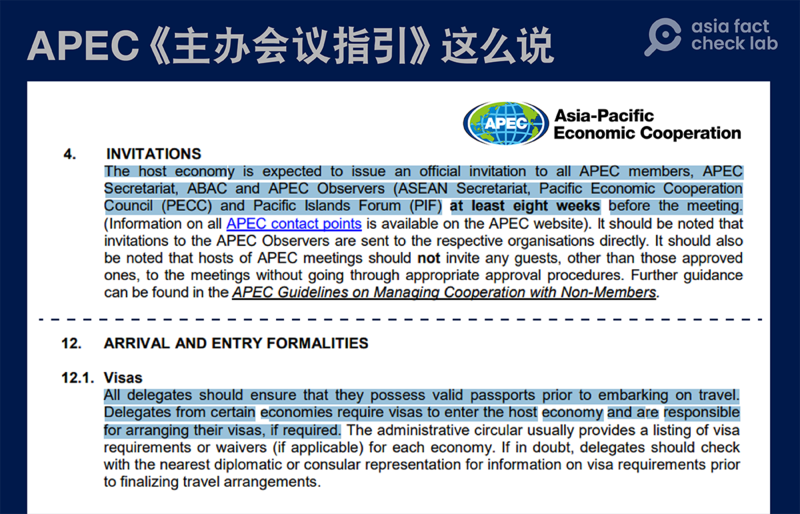 APEC《主办会议指引》这么说
asia fact
check lab
APEC
Asia-Pacific
Economic Cooperation
4. INVITATIONS
The host economy is expected to issue an official invitation to all APEC members, APEC
Secretariat, ABAC and APEC Observers (ASEAN Secretariat, Pacific Economic Cooperation
Council (PECC) and Pacific Islands Forum (PIF) at least eight weeks before the meeting.
(Information on all APEC contact points is available on the APEC website). It should be noted that
invitations to the APEC Observers are sent to the respective organisations directly. It should also
be noted that hosts of APEC meetings should not invite any guests, other than those approved
ones, to the meetings without going through appropriate approval procedures. Further guidance
can be found in the APEC Guidelines on Managing Cooperation with Non-Members.
12. ARRIVAL AND ENTRY FORMALITIES
12.1. Visas
All delegates should ensure that they possess valid passports prior to embarking on travel.
Delegates from certain economies require visas to enter the host economy and are responsible
for arranging their visas, if required. The administrative circular usually provides a listing of visa
requirements or waivers (if applicable) for each economy. If in doubt, delegates should check
with the nearest diplomatic or consular representation for information on visa requirements prior
to finalizing travel arrangements.